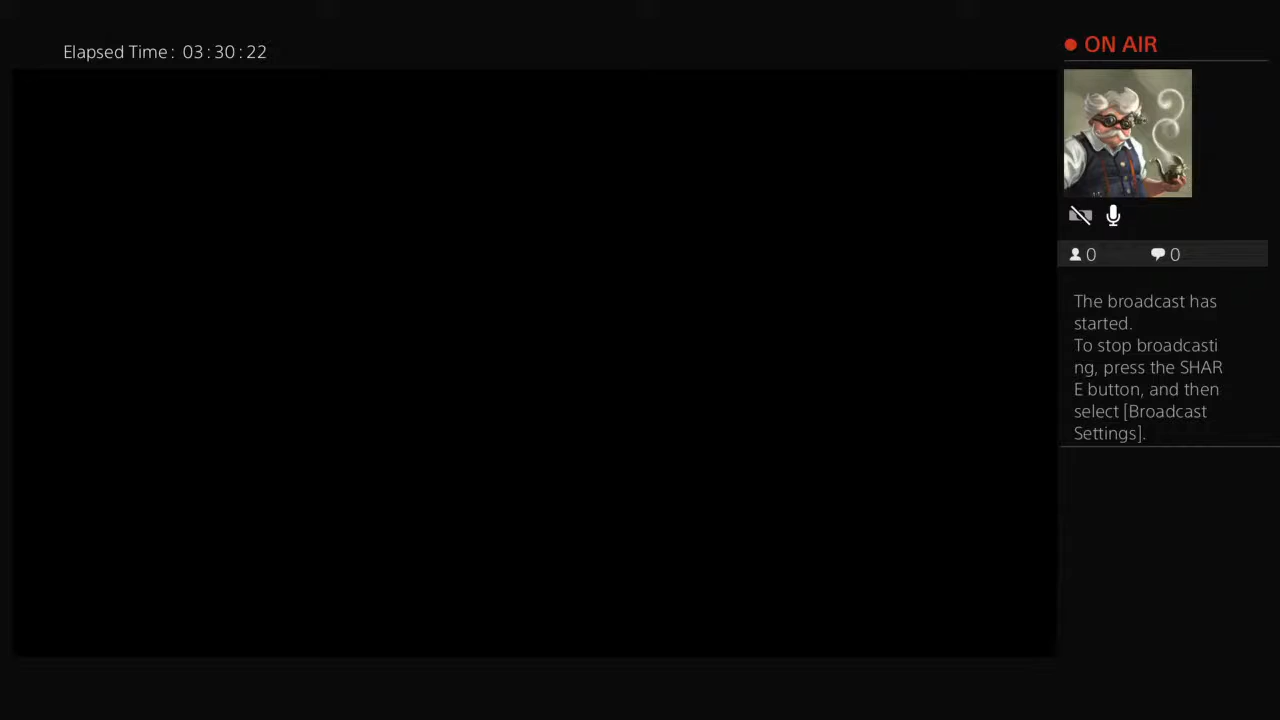 Elapsed Time: 03:30:22
ON AIR
0 0
The broadcast has
started.
To stop broadcasti
ng, press the SHAR
E button, and then
select [Broadcast
Settings].